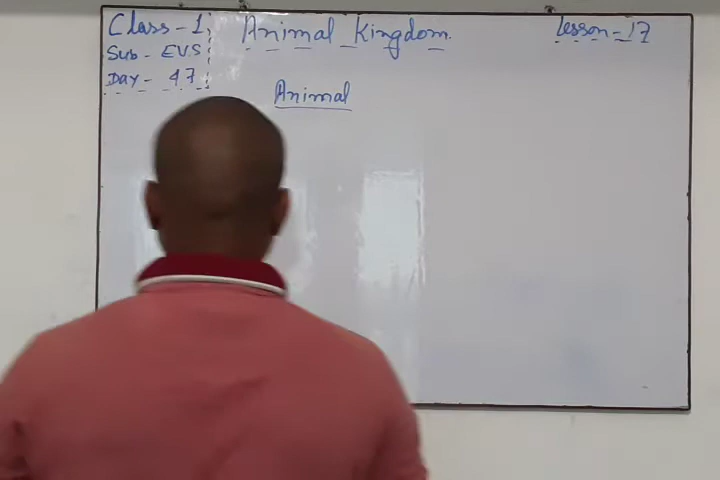 Class - 1,
Sub - EVS
Day - 47
Animal Kingdom.
Lesson - 17
Animal